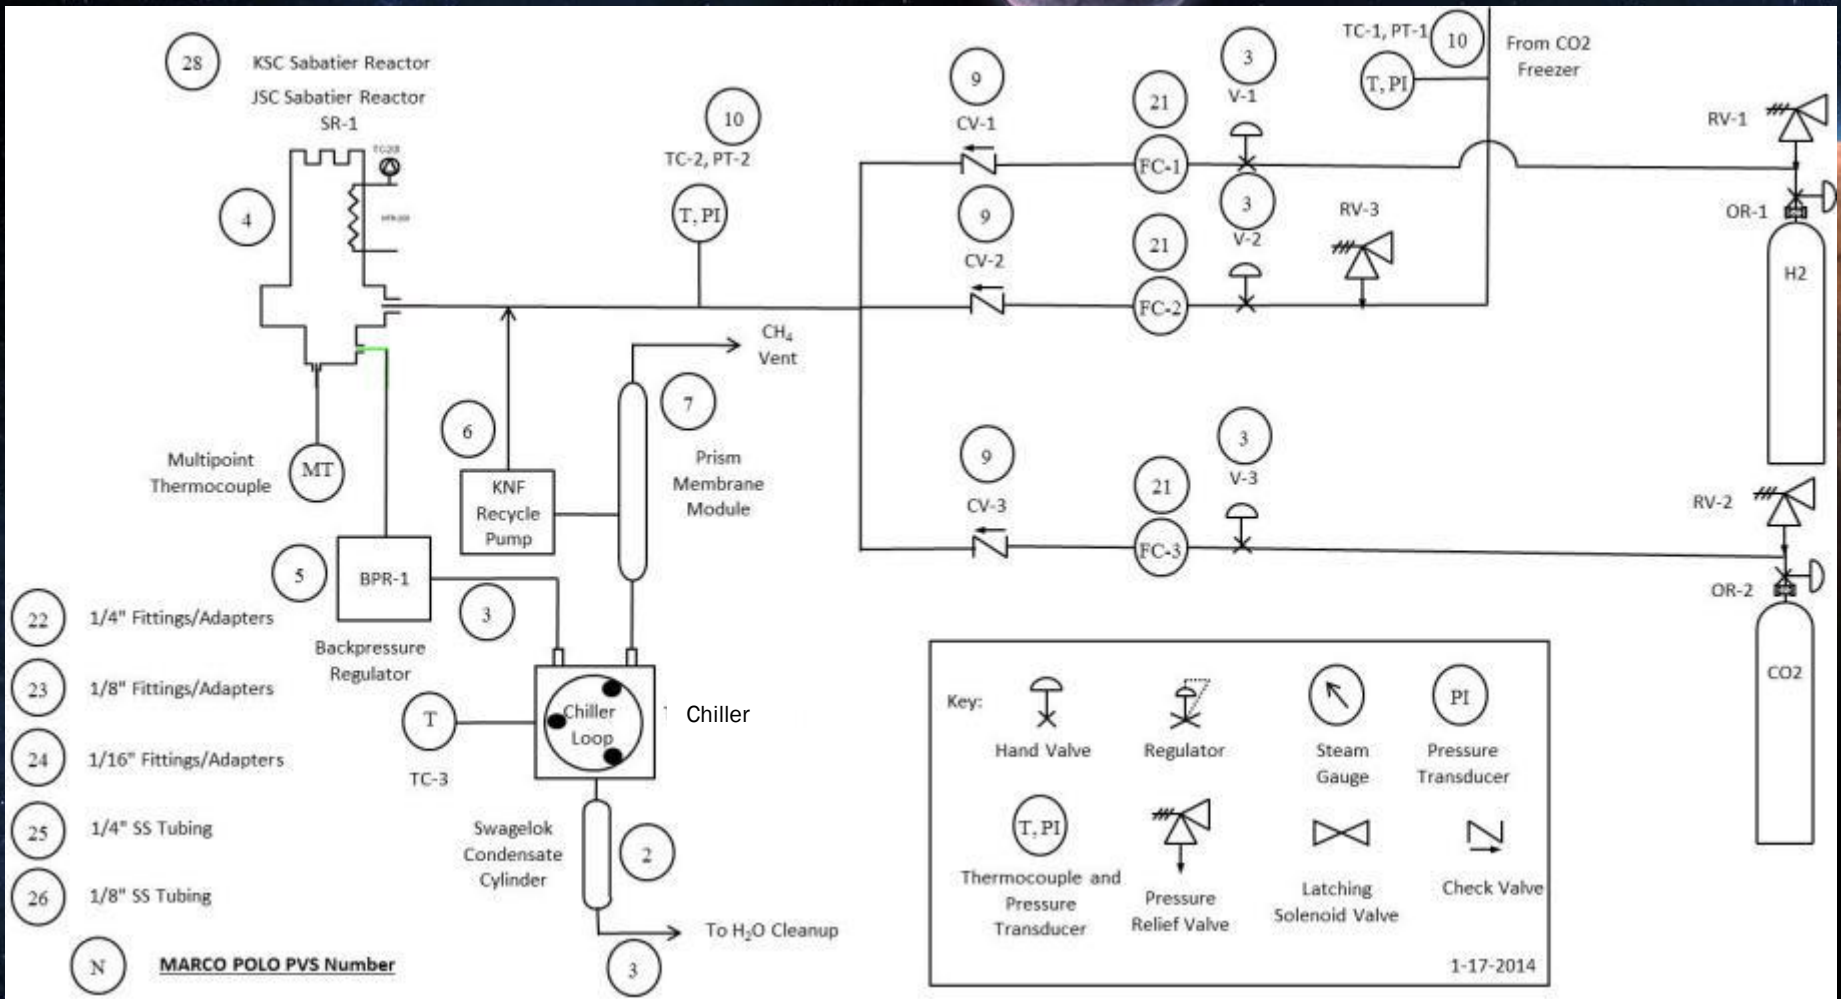 28
KSC Sabatier Reactor
JSC Sabatier Reactor
SR-1
4
10
TC-2, PT-2
T, PI
9
CV-1
21
FC-1
3
V-1
TC-1, PT-1
10
T, PI
From CO2
Freezer
RV-1
OR-1
H2
9
CV-2
21
FC-2
3
V-2
RV-3
CH₄
Vent
7
Prism
Membrane
Module
6
KNF
Recycle
Pump
Multipoint
Thermocouple
MT
9
CV-3
21
FC-3
3
V-3
RV-2
OR-2
CO2
5
BPR-1
3
Backpressure
Regulator
T
TC-3
Chiller
Loop
Chiller
Swagelok
Condensate
Cylinder
2
To H₂O Cleanup
3
22
1/4" Fittings/Adapters
23
1/8" Fittings/Adapters
24
1/16" Fittings/Adapters
25
1/4" SS Tubing
26
1/8" SS Tubing
N
MARCO POLO PVS Number
Key:
Hand Valve
Regulator
Steam
Gauge
PI
Pressure
Transducer
T, PI
Thermocouple and
Pressure
Transducer
Pressure
Relief Valve
Latching
Solenoid Valve
Check Valve
1-17-2014